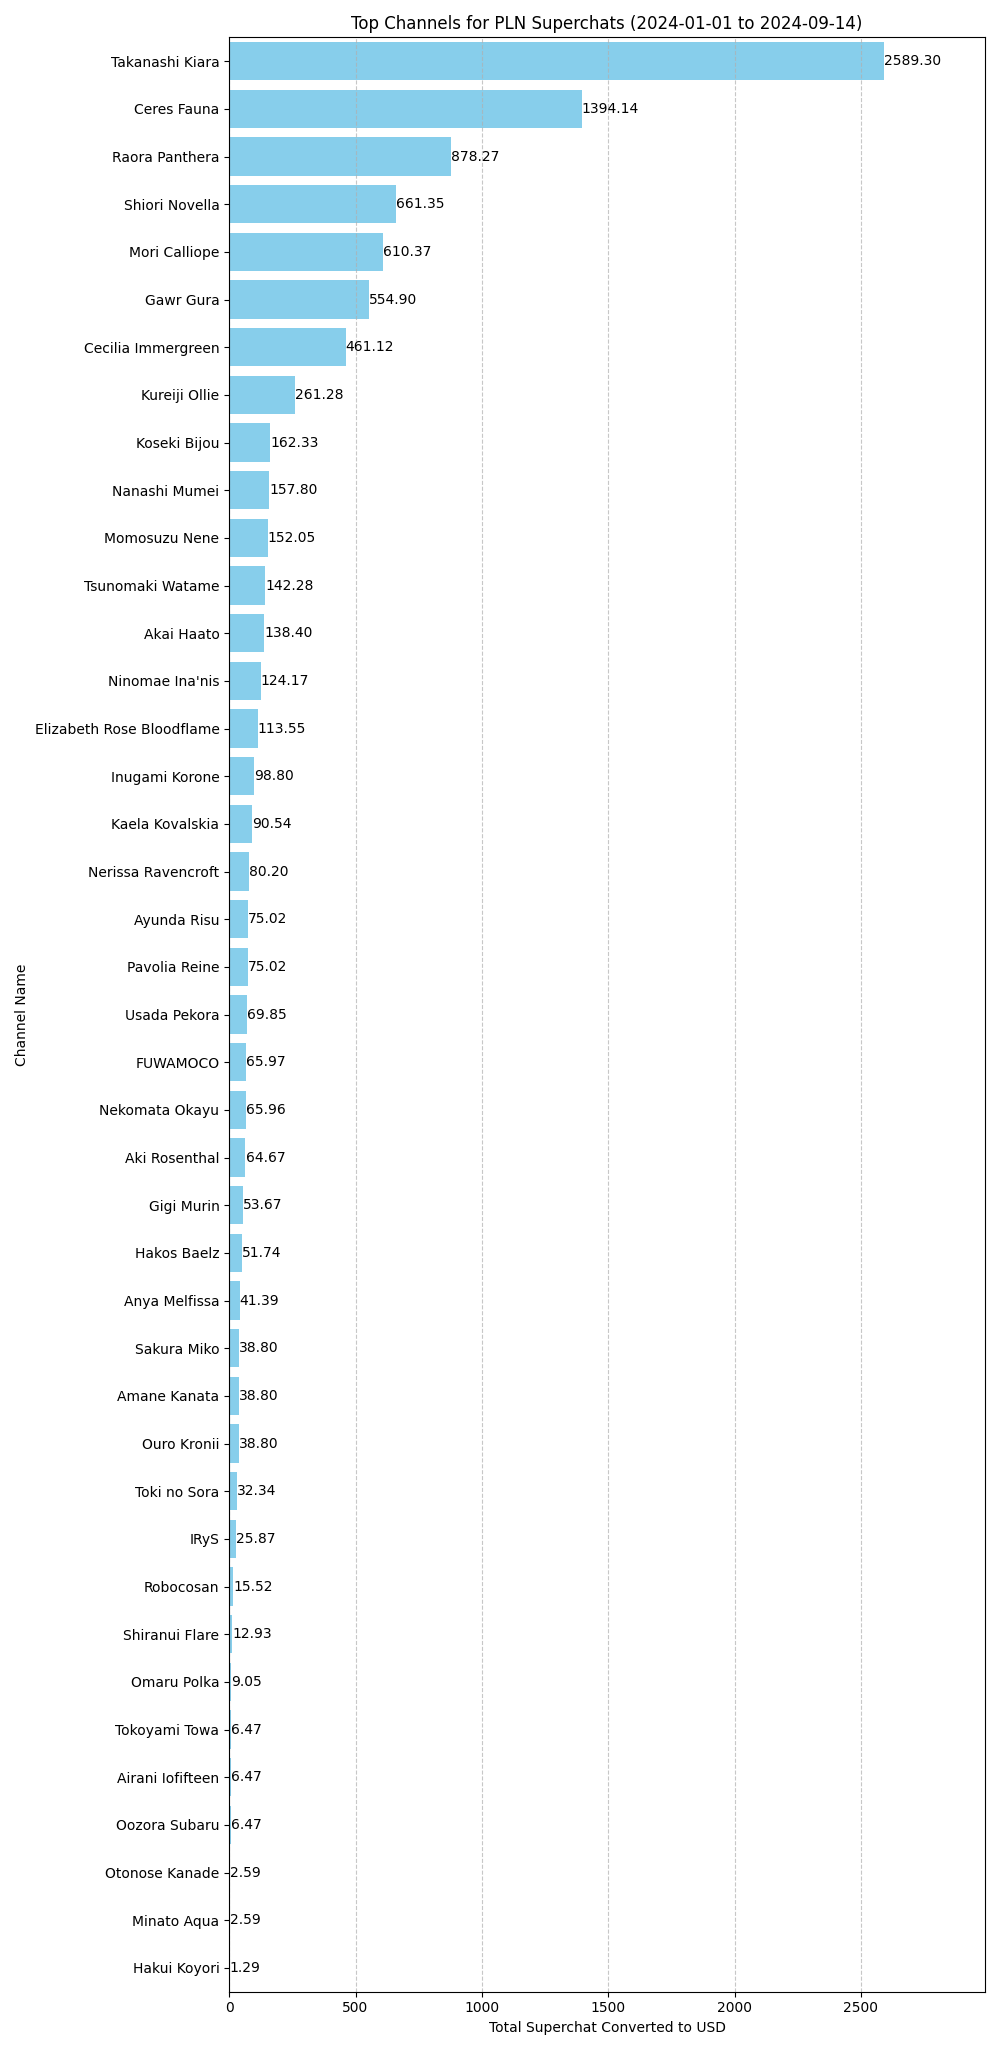 Top Channels for PLN Superchats (2024-01-01 to 2024-09-14)
Channel Name
Takanashi Kiara 2589.30
Ceres Fauna 1394.14
Raora Panthera 878.27
Shiori Novella 661.35
Mori Calliope 610.37
Gawr Gura 554.90
Cecilia Immergreen 461.12
Kureiji Ollie 261.28
Koseki Bijou 162.33
Nanashi Mumei 157.80
Momosuzu Nene 152.05
Tsunomaki Watame 142.28
Akai Haato 138.40
Ninomae Ina'nis 124.17
Elizabeth Rose Bloodflame 113.55
Inugami Korone 98.80
Kaela Kovalskia 90.54
Nerissa Ravencroft 80.20
Ayunda Risu 75.02
Pavolia Reine 75.02
Usada Pekora 69.85
FUWAMOCO 65.97
Nekomata Okayu 65.96
Aki Rosenthal 64.67
Gigi Murin 53.67
Hakos Baelz 51.74
Anya Melfissa 41.39
Sakura Miko 38.80
Amane Kanata 38.80
Ouro Kronii 38.80
Toki no Sora 32.34
IRyS 25.87
Robocosan 15.52
Shiranui Flare 12.93
Omaru Polka 9.05
Tokoyami Towa 6.47
Airani Iofifteen 6.47
Oozora Subaru 6.47
Otonose Kanade 2.59
Minato Aqua 2.59
Hakui Koyori 1.29
0 500 1000 1500 2000 2500
Total Superchat Converted to USD